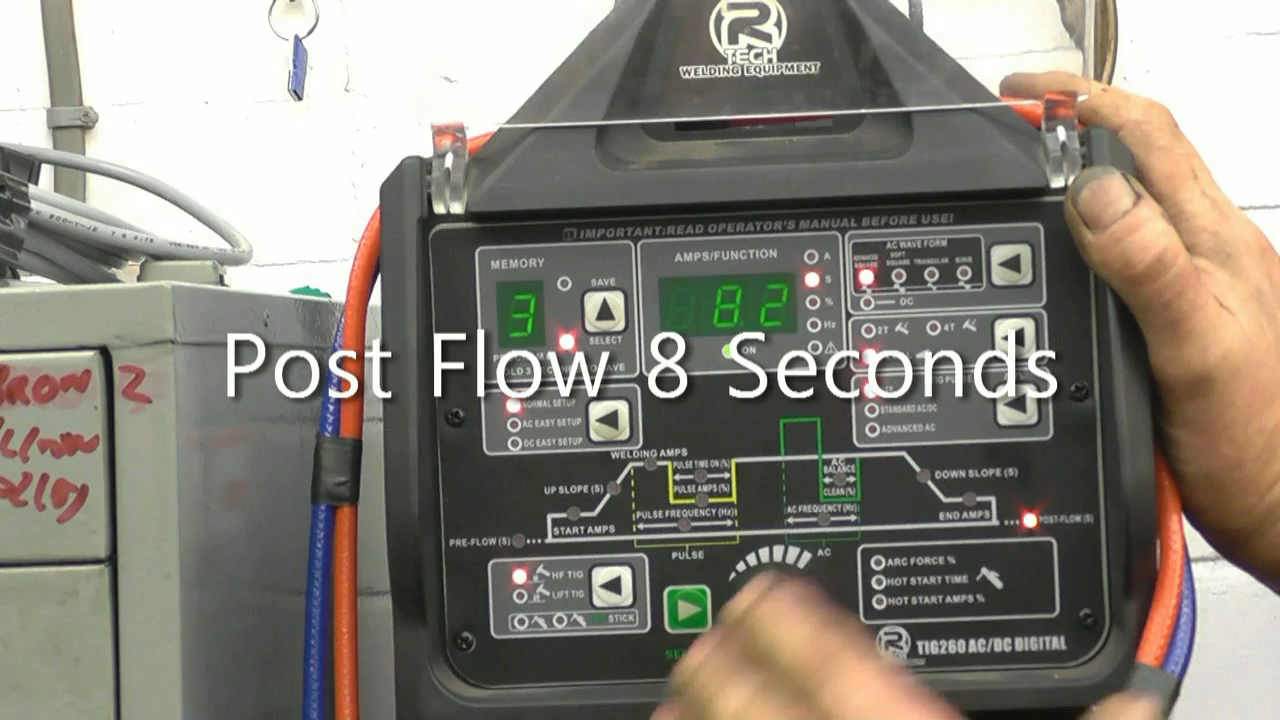 R
TECH
WELDING EQUIPMENT
IMPORTANT:READ OPERATOR'S MANUAL BEFORE USE!
MEMORY
SAVE
3
SELECT
AMPS/FUNCTION
8.2
ON
A
S
%
Hz
AC WAVE FORM
ADVANCED SQUARE
SOFT SQUARE
TRIANGULAR
DC
2T
4T
Post Flow 8 Seconds
NORMAL SETUP
AC EASY SETUP
DC EASY SETUP
STANDARD AC/DC
ADVANCED AC
WELDING AMPS
PULSE TIME ON (%)
PULSE AMPS (%)
PULSE FREQUENCY (Hz)
PULSE
AC
BALANCE
CLEAN (%)
AC FREQUENCY (Hz)
AC
UP SLOPE (S)
START AMPS
PRE-FLOW (S)
DOWN SLOPE (S)
END AMPS
POST-FLOW (S)
HF TIG
LIFT TIG
STICK
ARC FORCE %
HOT START TIME
HOT START AMPS %
R
TIG260 AC/DC DIGITAL